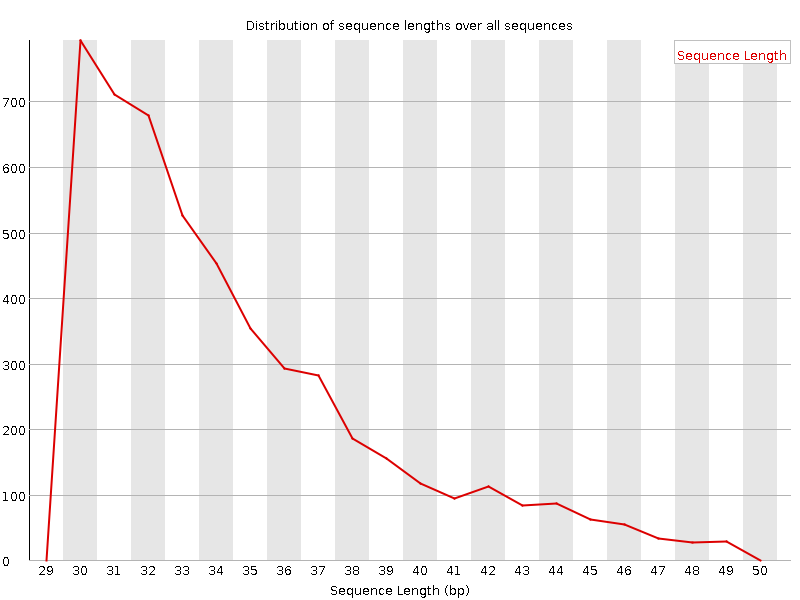 Distribution of sequence lengths over all sequences
Sequence Length
700
600
500
400
300
200
100
0
29 30 31 32 33 34 35 36 37 38 39 40 41 42 43 44 45 46 47 48 49 50
Sequence Length (bp)